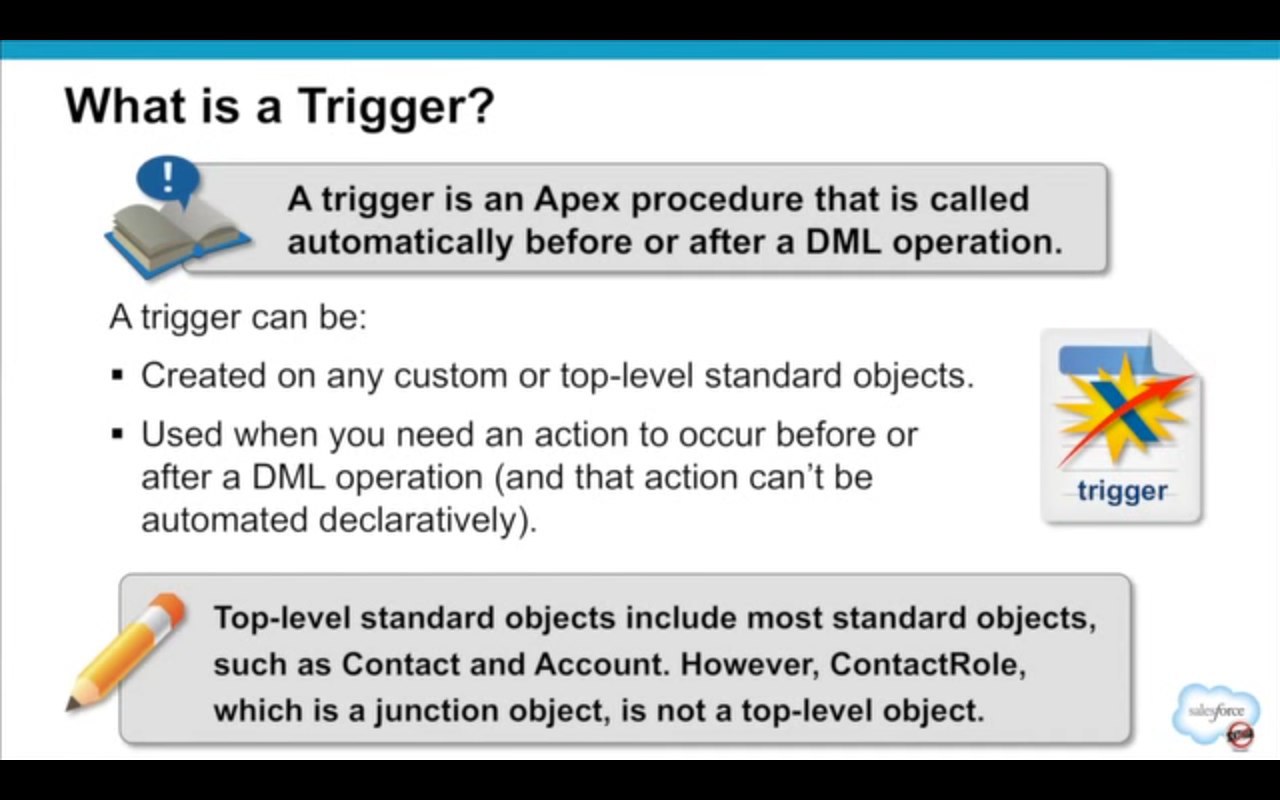 What is a Trigger?
!
A trigger is an Apex procedure that is called
automatically before or after a DML operation.
A trigger can be:
▪ Created on any custom or top-level standard objects.
▪ Used when you need an action to occur before or
after a DML operation (and that action can't be
automated declaratively).
trigger
Top-level standard objects include most standard objects,
such as Contact and Account. However, ContactRole,
which is a junction object, is not a top-level object.
salesforce